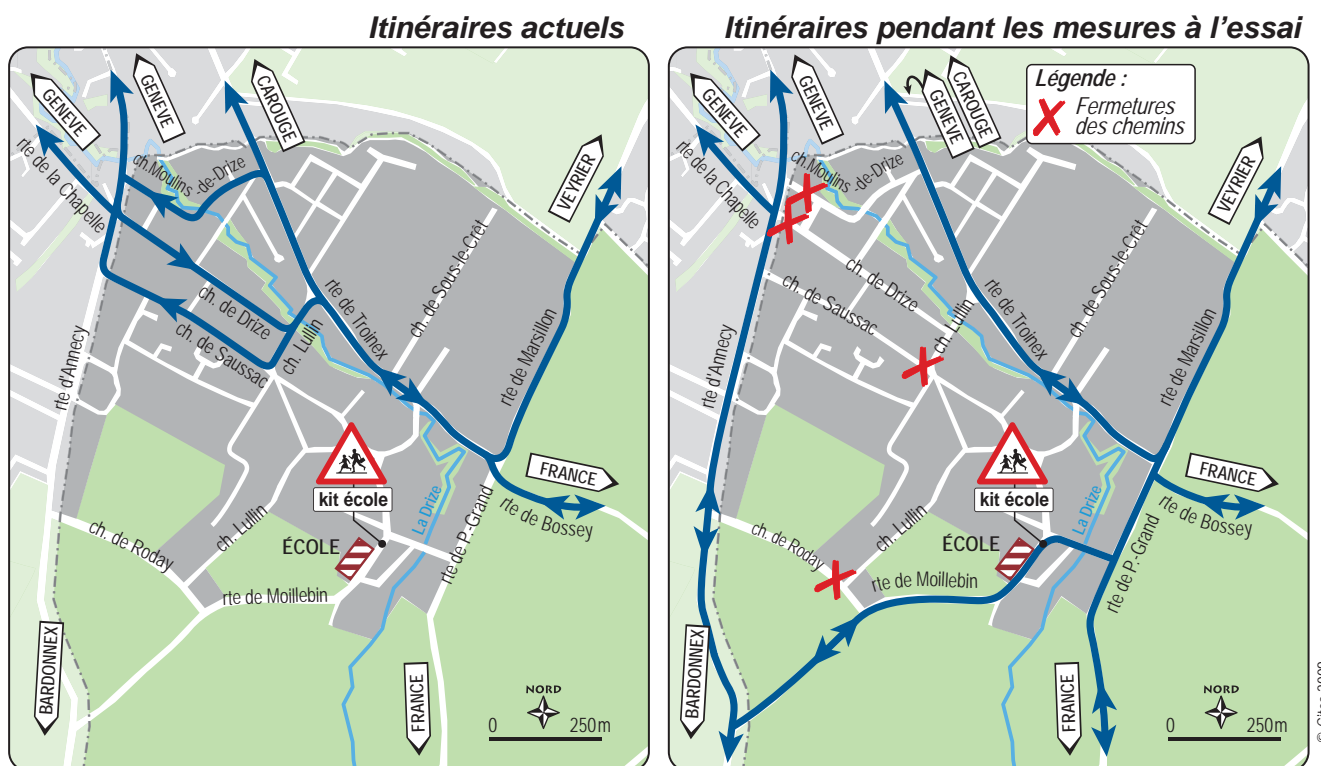 Itinéraires actuels
GENEVE
GENEVE
CAROUGE
VEYRIER
rte de la Chapelle
ch.Moulins-de-Drize
ch. de Drize
ch. de Saussac
ch. Lullin
rte de Troinex
ch. de Sous-le-Crêt
rte de Marsillon
rte d'Annecy
FRANCE
rte de Bossey
kit école
La Drize
ÉCOLE
rte de P.-Grand
ch. Lullin
ch. de Roday
rte de Moillebin
BARDONNEX
FRANCE
NORD
0 250m
Itinéraires pendant les mesures à l'essai
GENEVE
GENEVE
GENEVE
CAROUGE
Légende :
Fermetures
des chemins
VEYRIER
rte de la Chapelle
ch.Moulins-de-Drize
ch. de Drize
ch. de Saussac
ch. Lullin
rte de Troinex
ch. de Sous-le-Crêt
rte de Marsillon
rte d'Annecy
FRANCE
rte de Bossey
kit école
La Drize
ÉCOLE
rte de P.-Grand
ch. Lullin
ch. de Roday
rte de Moillebin
BARDONNEX
FRANCE
NORD
0 250m